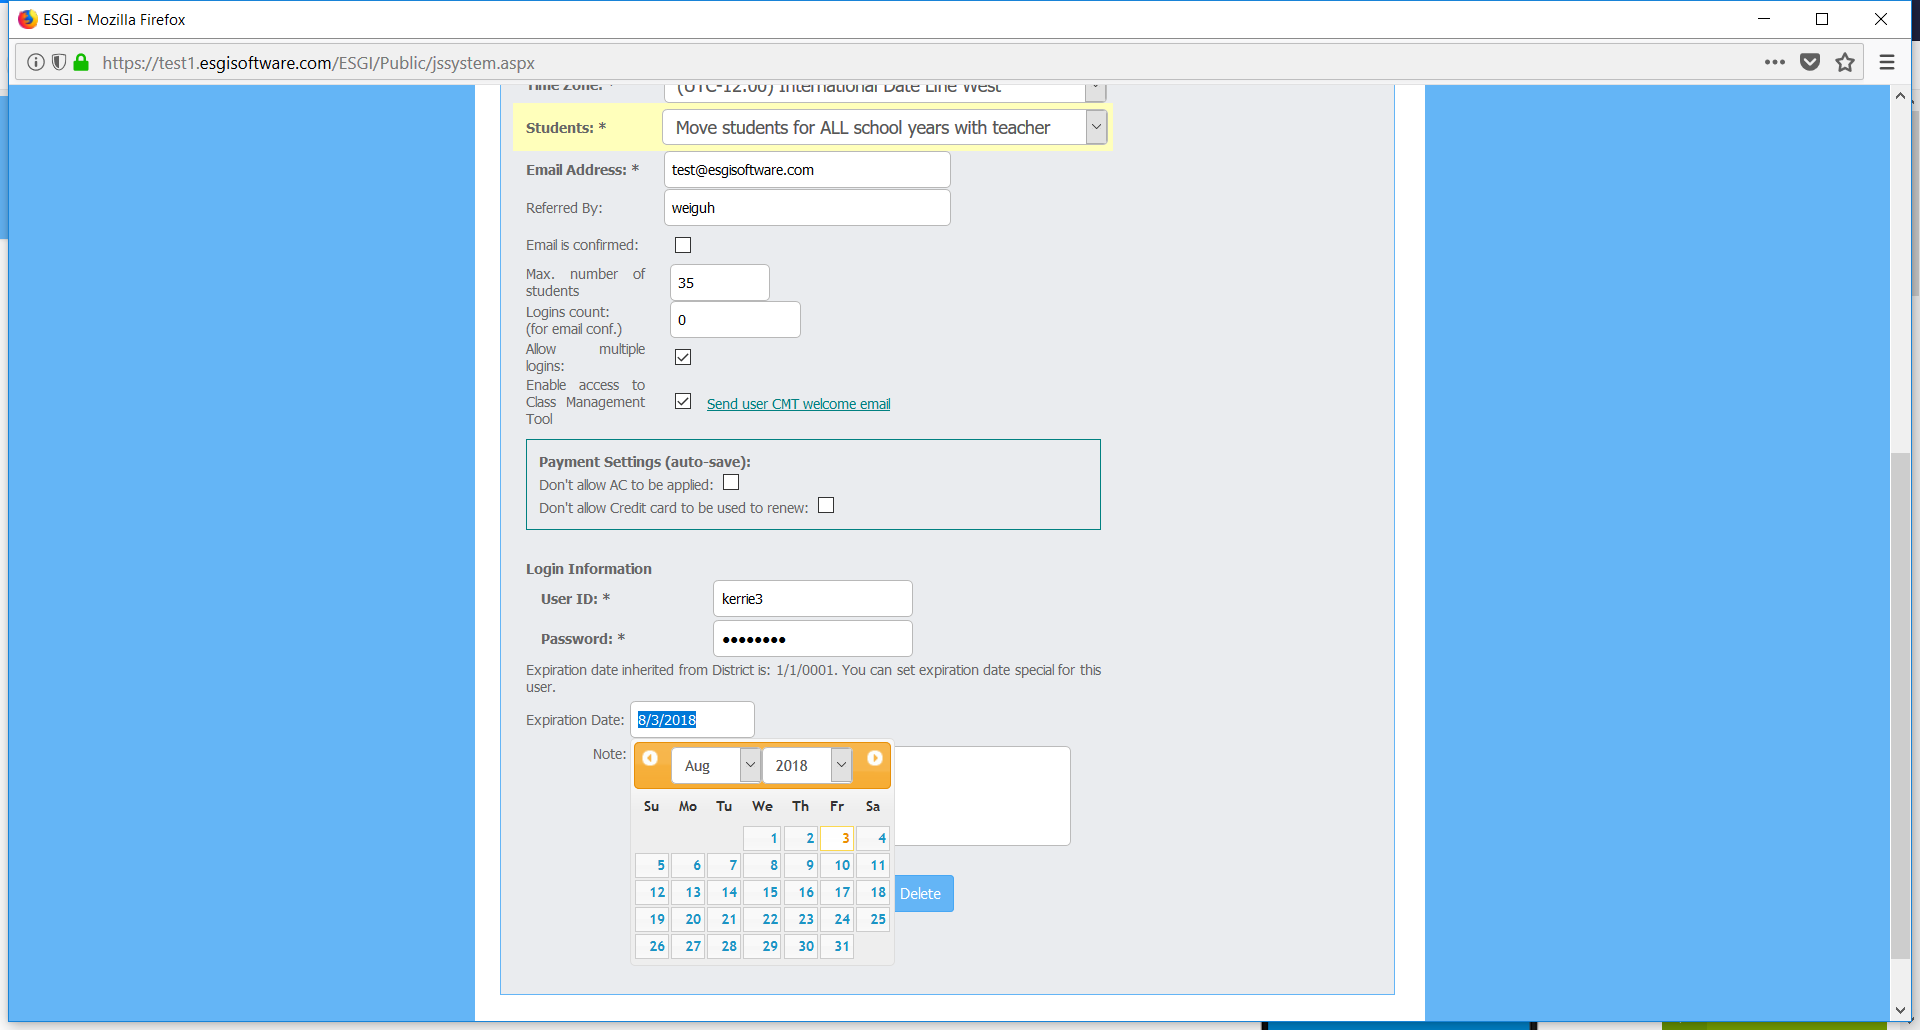 ESGI - Mozilla Firefox
https://test1.esgisoftware.com/ESGI/Public/jssystem.aspx
Time Zone: * (UTC-12:00) International Date Line West
Students: * Move students for ALL school years with teacher
Email Address: * test@esgisoftware.com
Referred By: weiguh
Email is confirmed:
Max. number of
students
35
Logins count:
(for email conf.)
0
Allow multiple
logins:
Enable access to
Class Management
Tool
Send user CMT welcome email
Payment Settings (auto-save):
Don't allow AC to be applied:
Don't allow Credit card to be used to renew:
Login Information
User ID: * kerrie3
Password: * ●●●●●●●●
Expiration date inherited from District is: 1/1/0001. You can set expiration date special for this
user.
Expiration Date: 8/3/2018
Note:
Aug 2018
Su Mo Tu We Th Fr Sa
1 2 3 4
5 6 7 8 9 10 11
12 13 14 15 16 17 18
19 20 21 22 23 24 25
26 27 28 29 30 31
Delete